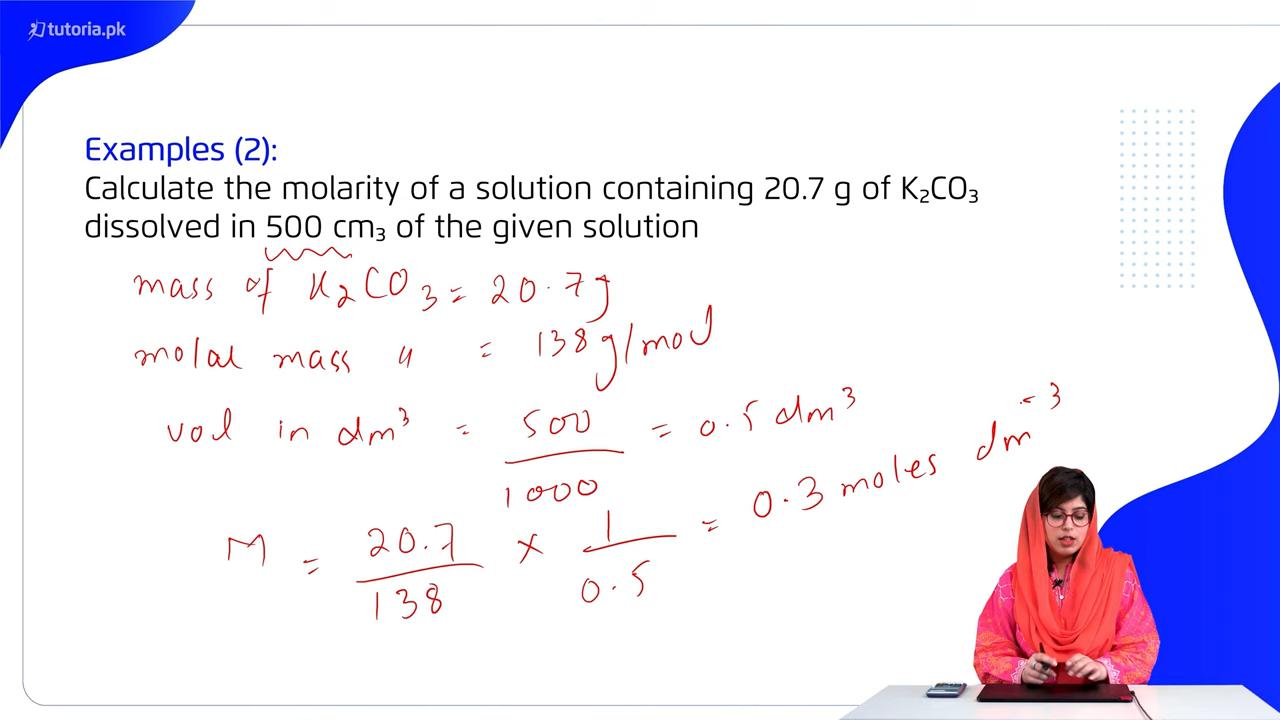 tutoria.pk
Examples (2):
Calculate the molarity of a solution containing 20.7 g of K₂CO₃
dissolved in 500 cm₃ of the given solution
mass of K₂CO₃ = 20.7g
molar mass " = 138 g/mol
vol in dm³ = 500/1000 = 0.5 dm³
M = 20.7/138 × 1/0.5 = 0.3 moles dm⁻³